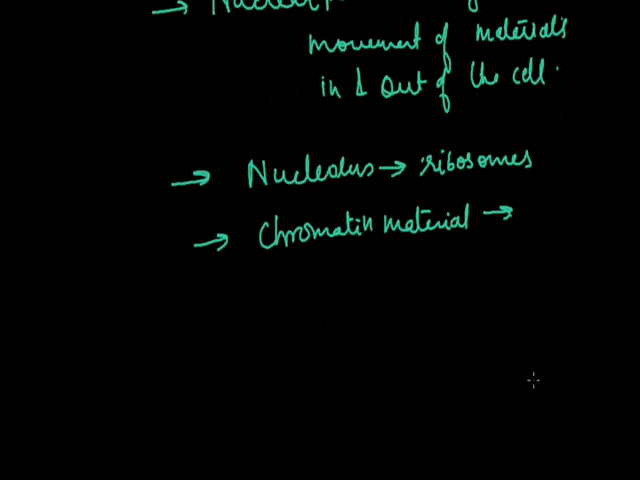 →
movement of materials
in & out of the cell.
→ Nucleolus → ribosomes
→ Chromatin material →